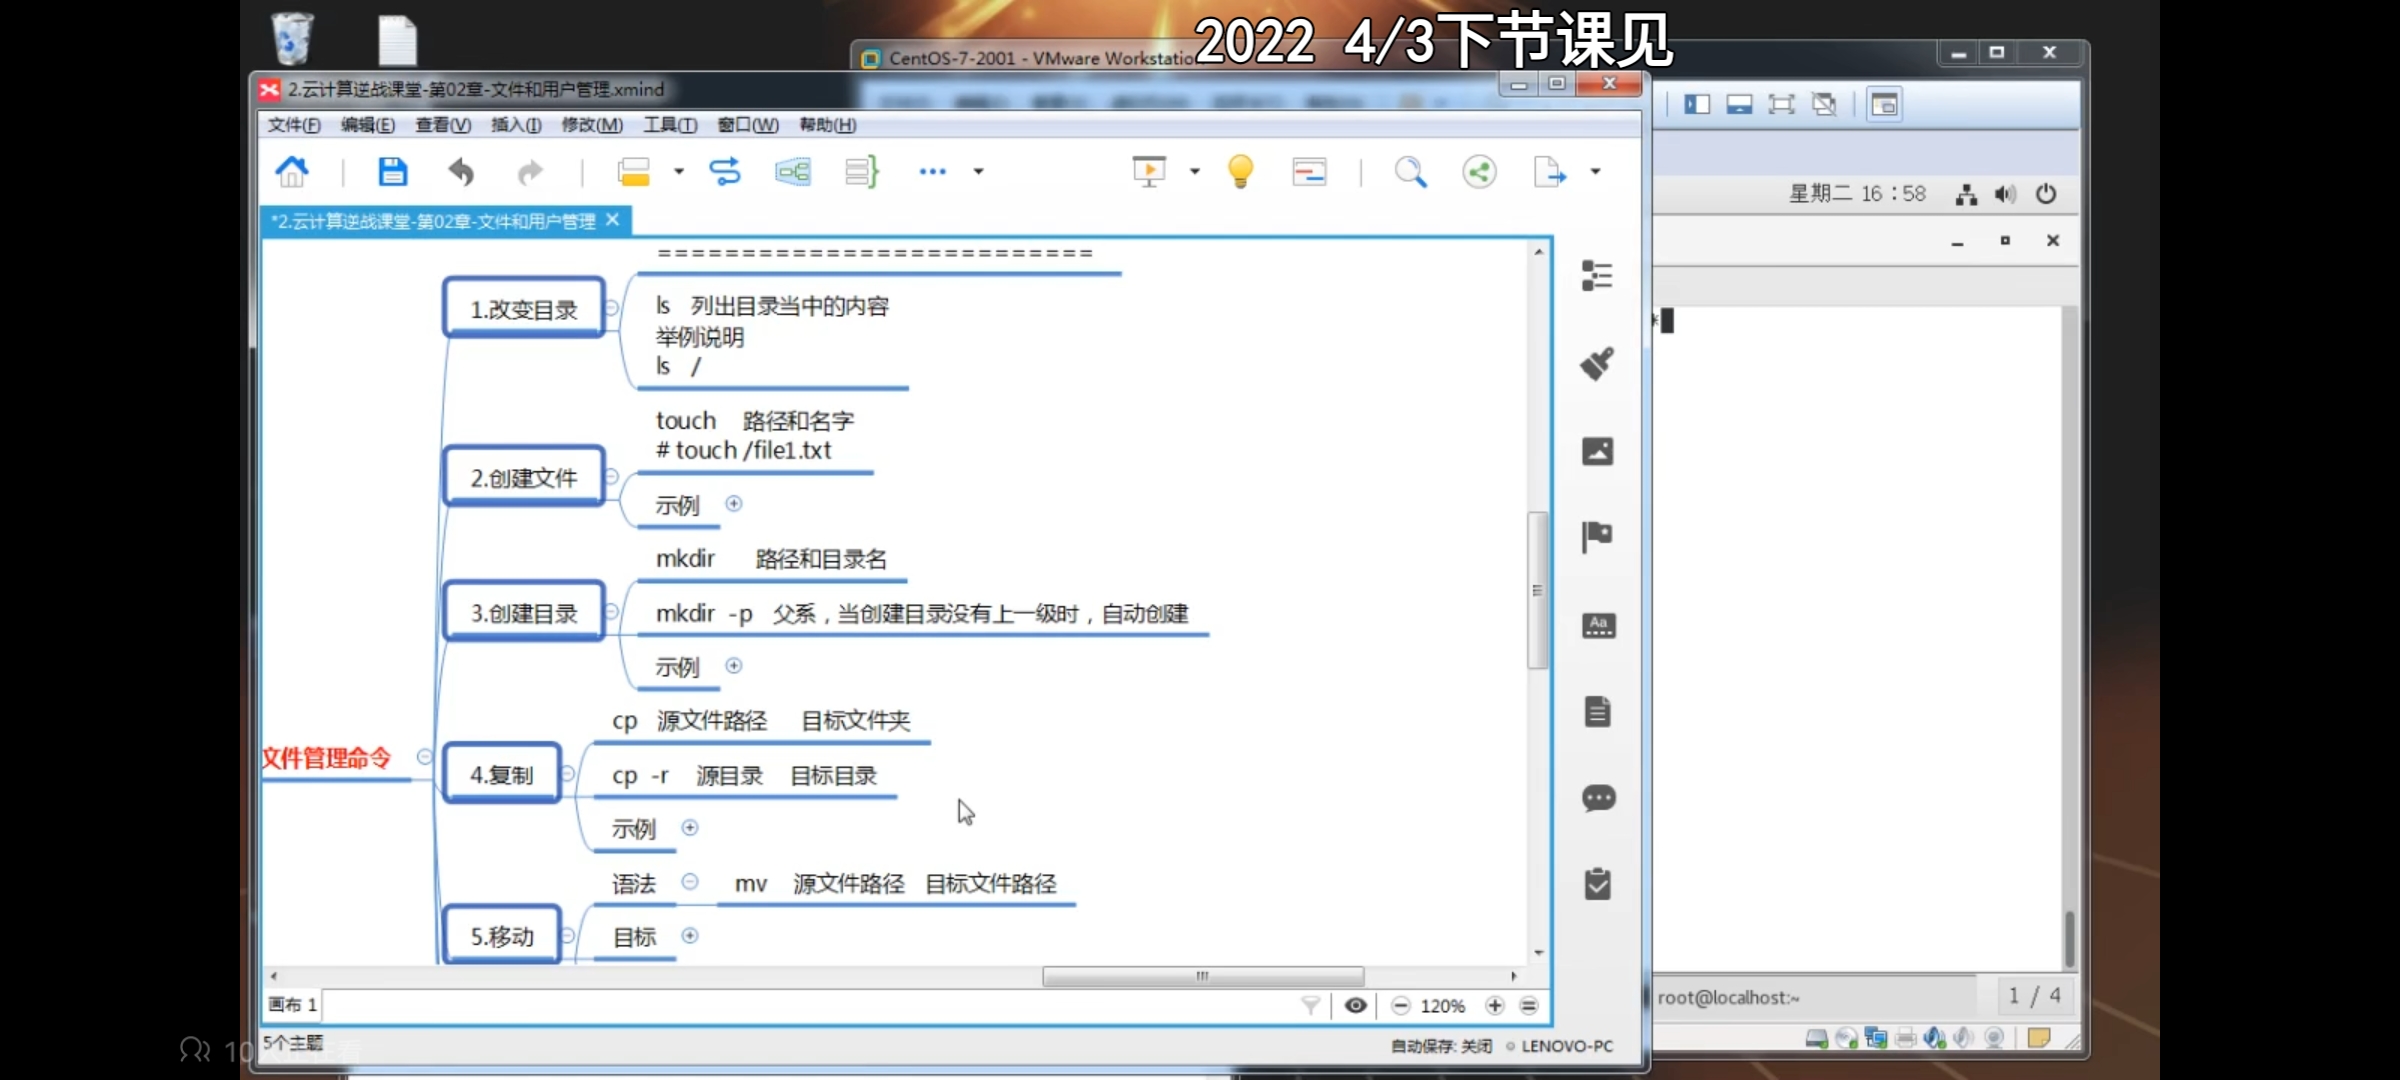 2022 4/3下节课见
CentOS-7-2001 - VMware Workstation
2.云计算逆战课堂-第02章-文件和用户管理.xmind
文件(F) 编辑(E) 查看(V) 插入(I) 修改(M) 工具(T) 窗口(W) 帮助(H)
星期二 16：58
*2.云计算逆战课堂-第02章-文件和用户管理
==========================
1.改变目录
ls 列出目录当中的内容
举例说明
ls /
touch 路径和名字
# touch /file1.txt
2.创建文件
示例
mkdir 路径和目录名
3.创建目录
mkdir -p 父系，当创建目录没有上一级时，自动创建
示例
cp 源文件路径 目标文件夹
文件管理命令
4.复制
cp -r 源目录 目标目录
示例
语法 mv 源文件路径 目标文件路径
5.移动
目标
画布 1
120%
root@localhost:~
1 / 4
5个主题
自动保存: 关闭 LENOVO-PC